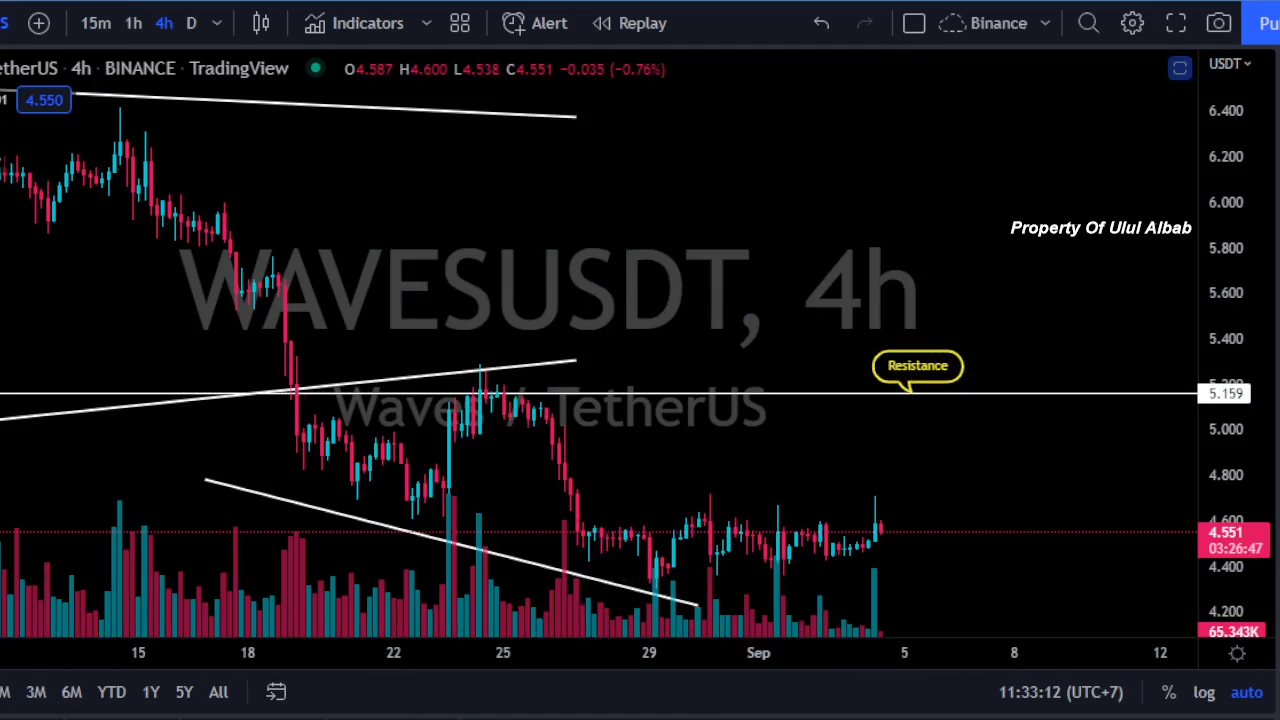 S 15m 1h 4h D Indicators Alert Replay Binance Pu
etherUS · 4h · BINANCE · TradingView O4.587 H4.600 L4.538 C4.551 −0.035 (−0.76%) USDT
01 4.550
6.400
6.200
6.000
Property Of Ulul Albab
5.800
WAVESUSDT, 4h
5.600
5.400
Resistance
5.200
5.159
Waves / TetherUS
5.000
4.800
4.600
4.551
03:26:47
4.400
4.200
65.343K
15 18 22 25 29 Sep 5 8 12
M 3M 6M YTD 1Y 5Y All 11:33:12 (UTC+7) % log auto